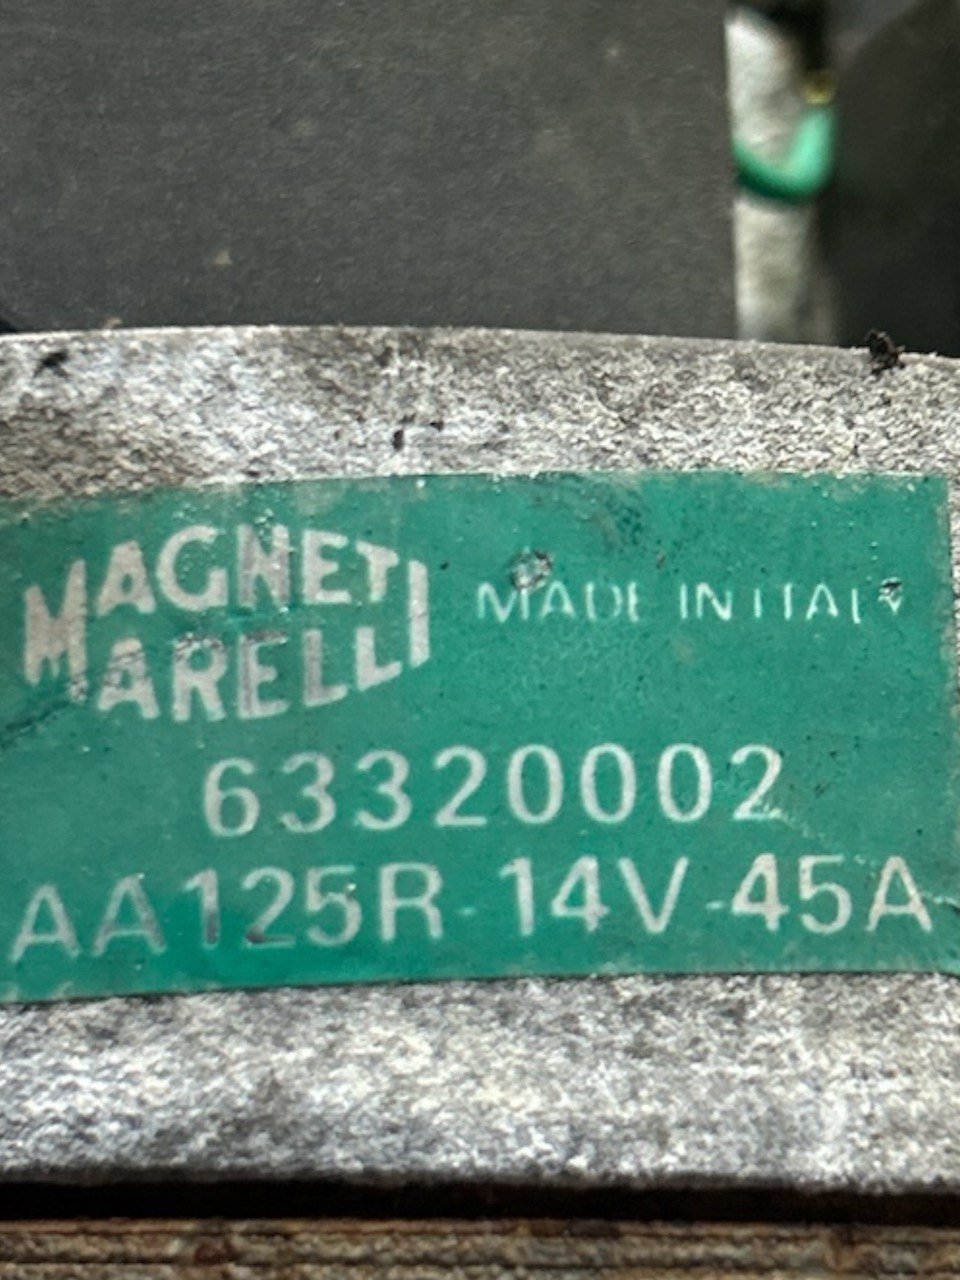 MAGNETI
MARELLI
MADE IN ITALY
63320002
AA125R-14V-45A